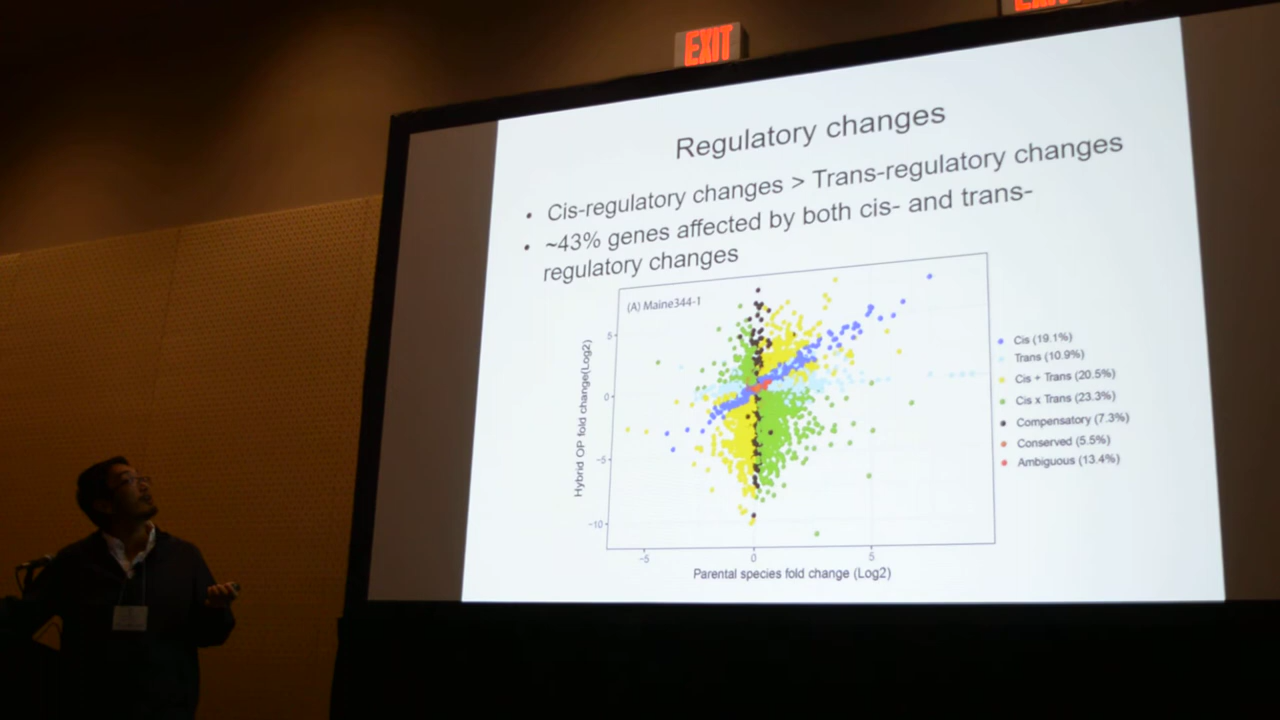 EXIT
EXIT
Regulatory changes
• Cis-regulatory changes > Trans-regulatory changes
• ~43% genes affected by both cis- and trans-
regulatory changes
(A) Maine344-1
Hybrid OP fold change(Log2)
5
0
−5
−10
−5
0
5
Parental species fold change (Log2)
Cis (19.1%)
Trans (10.9%)
Cis + Trans (20.5%)
Cis x Trans (23.3%)
Compensatory (7.3%)
Conserved (5.5%)
Ambiguous (13.4%)